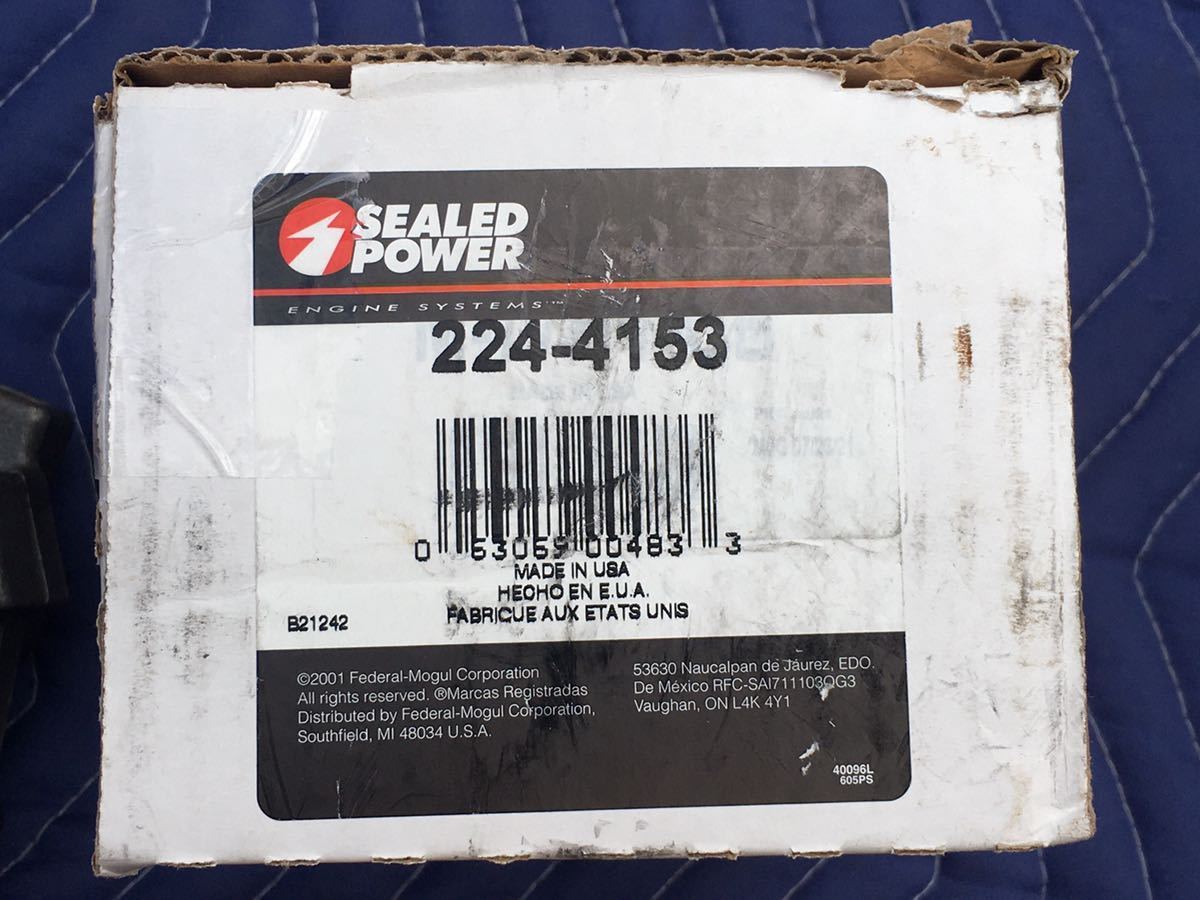 SEALED
POWER
ENGINE SYSTEMS™
224-4153
0 63065 00483 3
MADE IN USA
HECHO EN E.U.A.
FABRIQUE AUX ETATS UNIS
B21242
©2001 Federal-Mogul Corporation
All rights reserved. ®Marcas Registradas
Distributed by Federal-Mogul Corporation,
Southfield, MI 48034 U.S.A.
53630 Naucalpan de Jáurez, EDO.
De México RFC-SAI711103QG3
Vaughan, ON L4K 4Y1
40096L
605PS